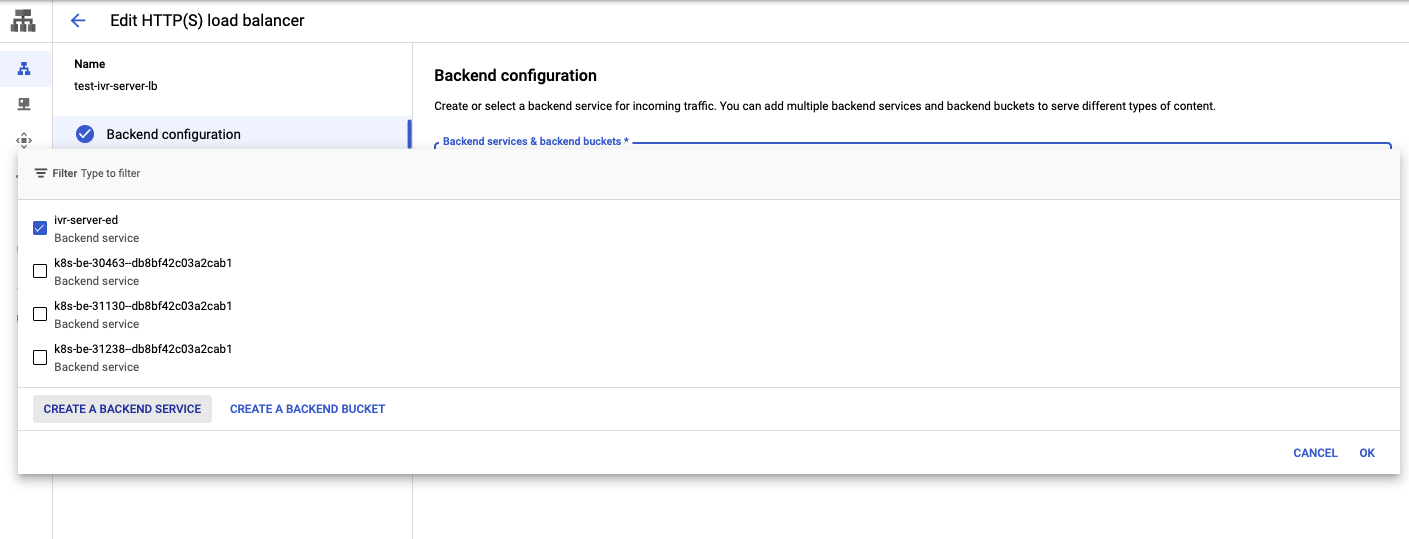 Edit HTTP(S) load balancer
Name
test-ivr-server-lb
Backend configuration
Backend configuration
Create or select a backend service for incoming traffic. You can add multiple backend services and backend buckets to serve different types of content.
Backend services & backend buckets *
Filter Type to filter
ivr-server-ed
Backend service
k8s-be-30463--db8bf42c03a2cab1
Backend service
k8s-be-31130--db8bf42c03a2cab1
Backend service
k8s-be-31238--db8bf42c03a2cab1
Backend service
CREATE A BACKEND SERVICE CREATE A BACKEND BUCKET
CANCEL OK